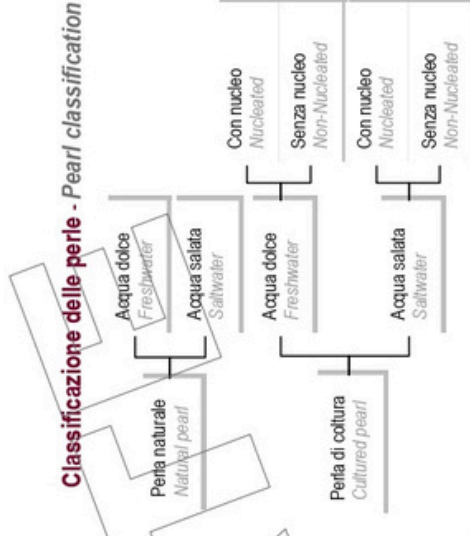 Classificazione delle perle - Pearl classification
Perla naturale
Natural pearl
Acqua dolce
Freshwater
Acqua salata
Saltwater
Perla di coltura
Cultured pearl
Acqua dolce
Freshwater
Con nucleo
Nucleated
Senza nucleo
Non-Nucleated
Acqua salata
Saltwater
Con nucleo
Nucleated
Senza nucleo
Non-Nucleated